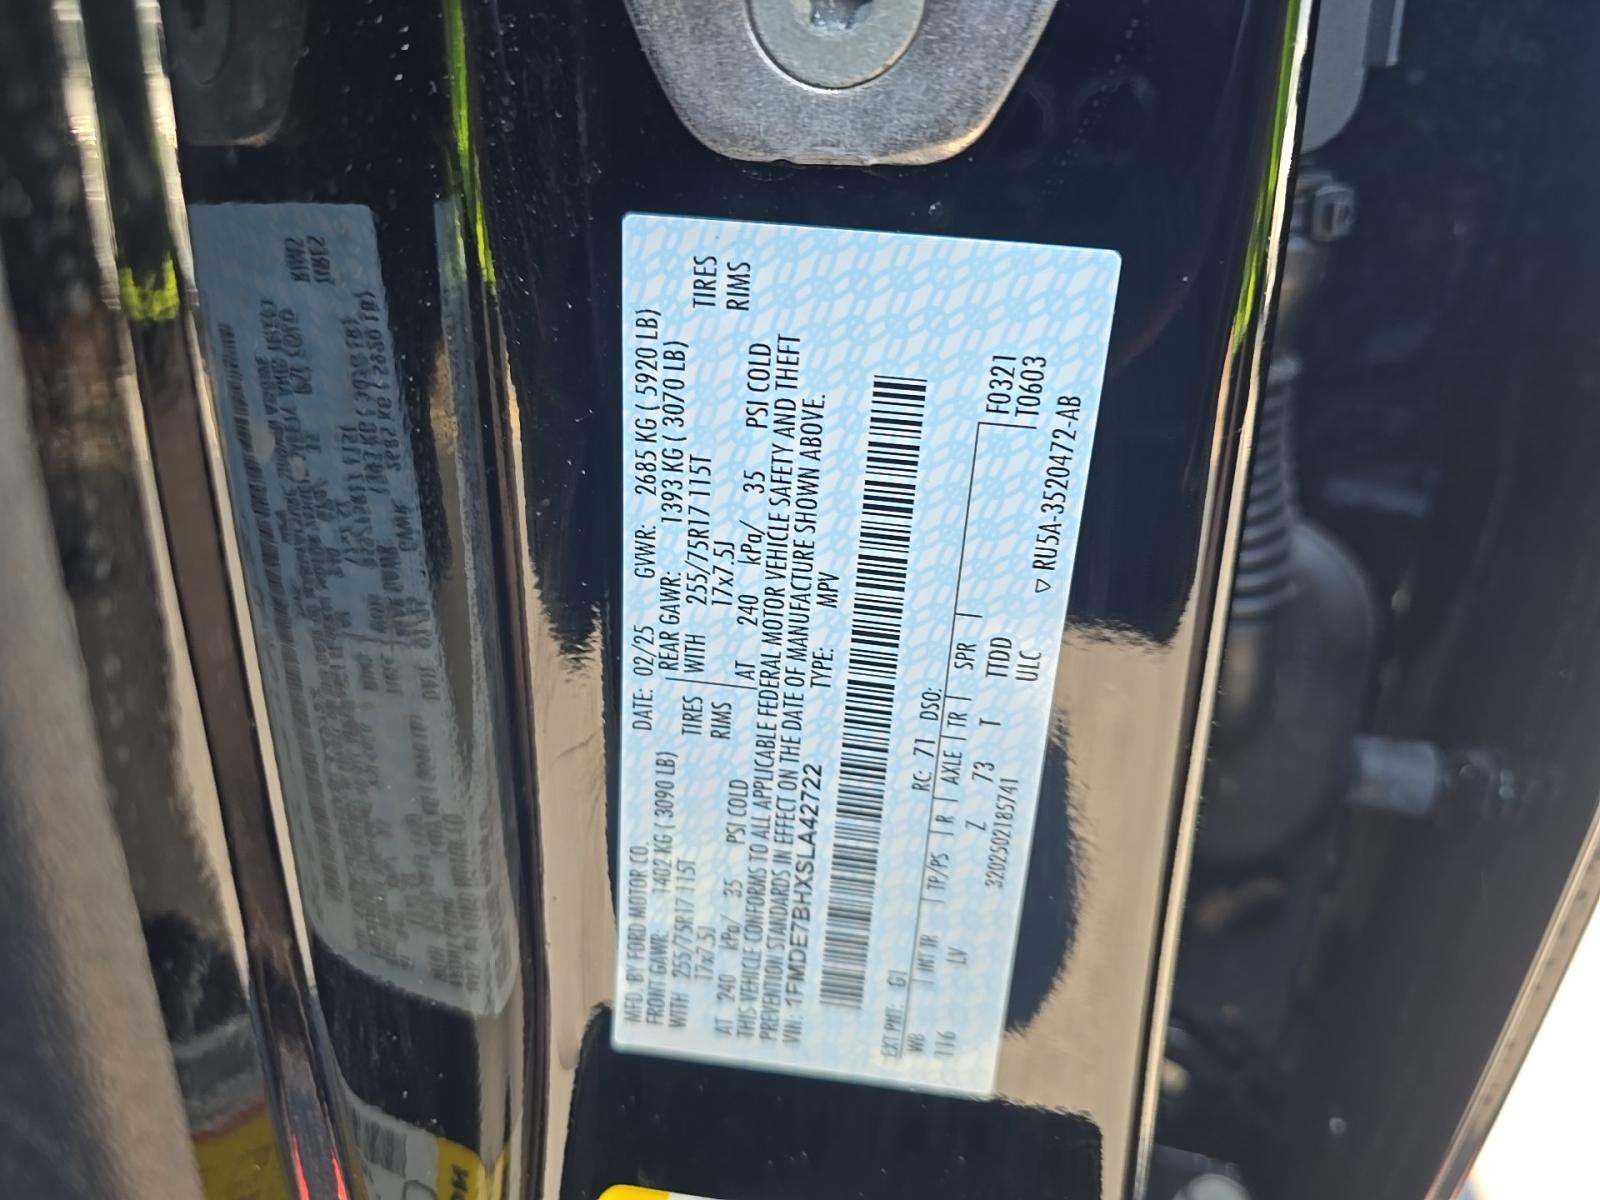 MFD. BY FORD MOTOR CO. DATE: 02/25 GVWR: 2685 KG ( 5920 LB)
FRONT GAWR: 1402 KG ( 3090 LB) REAR GAWR: 1393 KG ( 3070 LB)
WITH 255/75R17 115T TIRES WITH 255/75R17 115T TIRES
17x7.5J RIMS 17x7.5J RIMS
AT 240 kPa/ 35 PSI COLD AT 240 kPa/ 35 PSI COLD
THIS VEHICLE CONFORMS TO ALL APPLICABLE FEDERAL MOTOR VEHICLE SAFETY AND THEFT
PREVENTION STANDARDS IN EFFECT ON THE DATE OF MANUFACTURE SHOWN ABOVE.
VIN: 1FMDE7BHXSLA42722 TYPE: MPV
EXT PNT: G1 RC: 71 DSO: F0321
WB INT TR TP/PS R AXLE TR SPR T0603
116 LV Z 73 T TTDD
3202502185741 ULC
▽ RU5A-3520472-AB